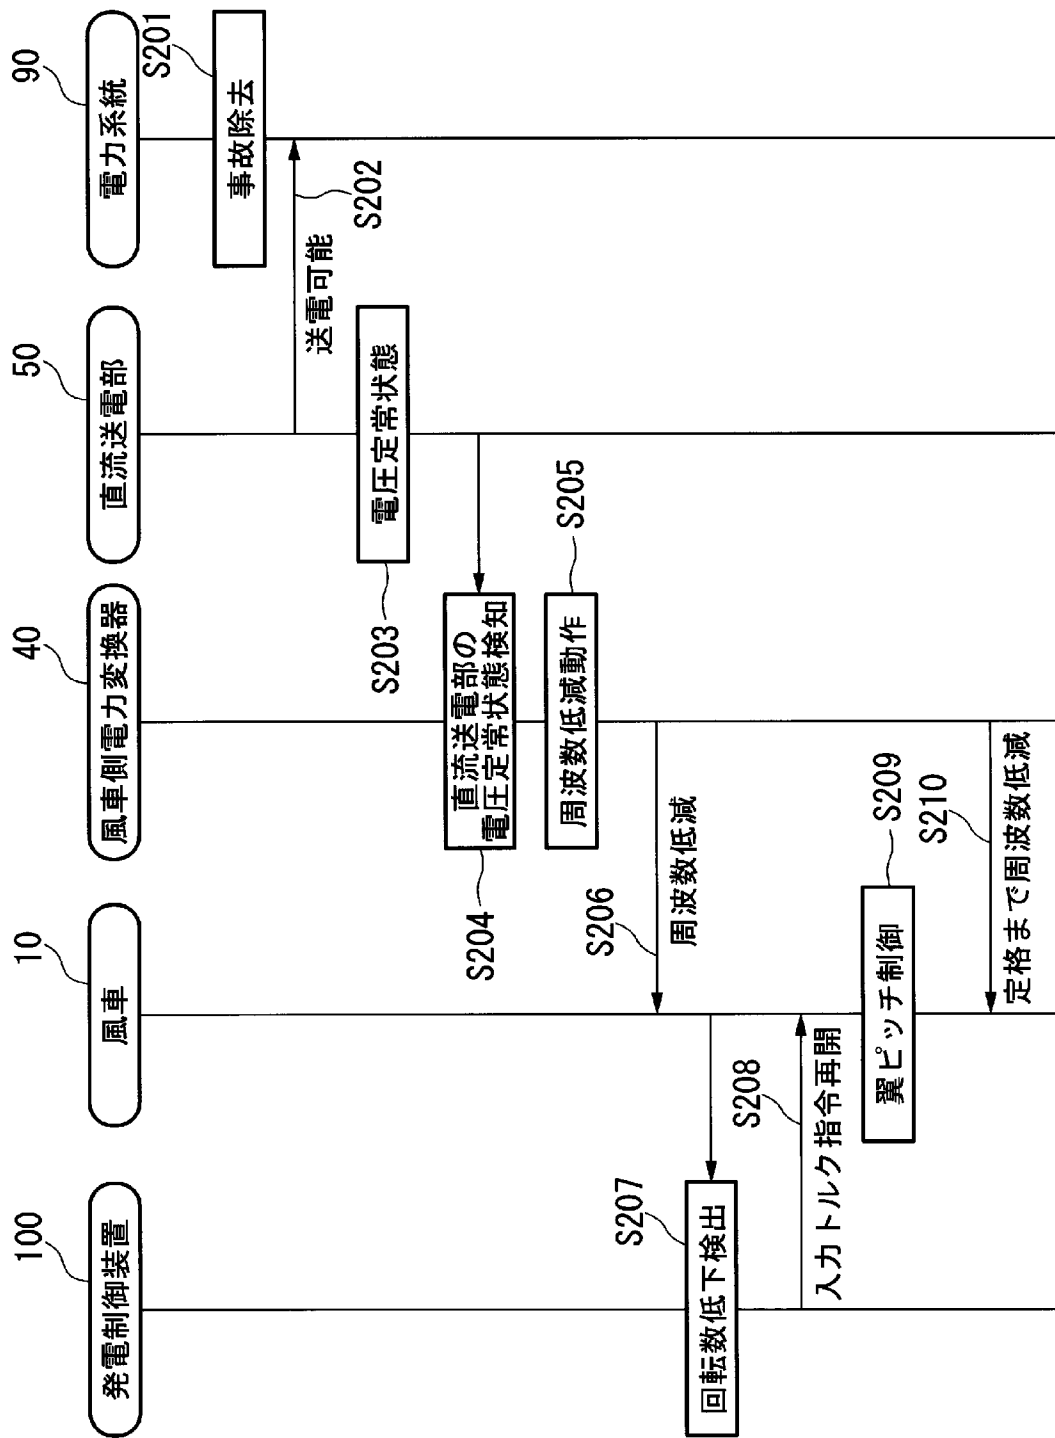 100
発電制御装置
10
風車
40
風車側電力変換器
50
直流送電部
90
電力系統
S201
事故除去
送電可能
S202
S203
電圧定常状態
S204
直流送電部の
電圧定常状態検知
S205
周波数低減動作
S206
周波数低減
S207
回転数低下検出
S208
入力トルク指令再開
S209
翼ピッチ制御
S210
定格まで周波数低減